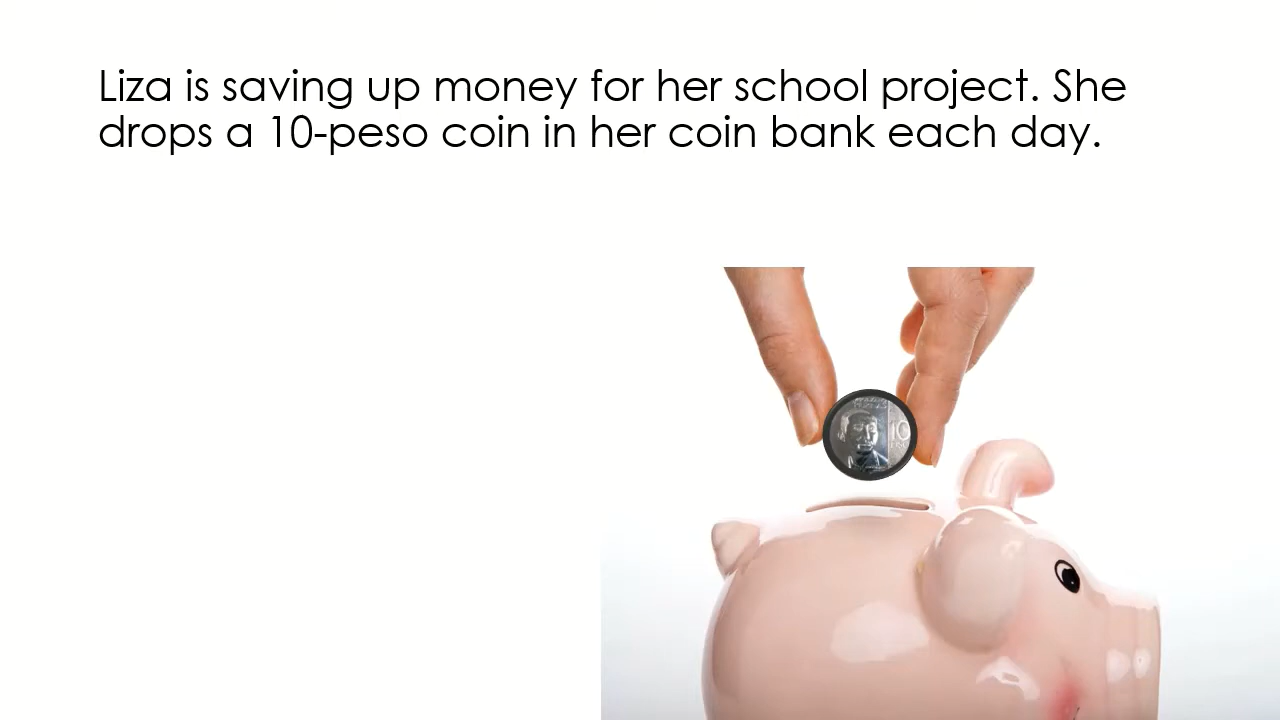 Liza is saving up money for her school project. She
drops a 10-peso coin in her coin bank each day.
10